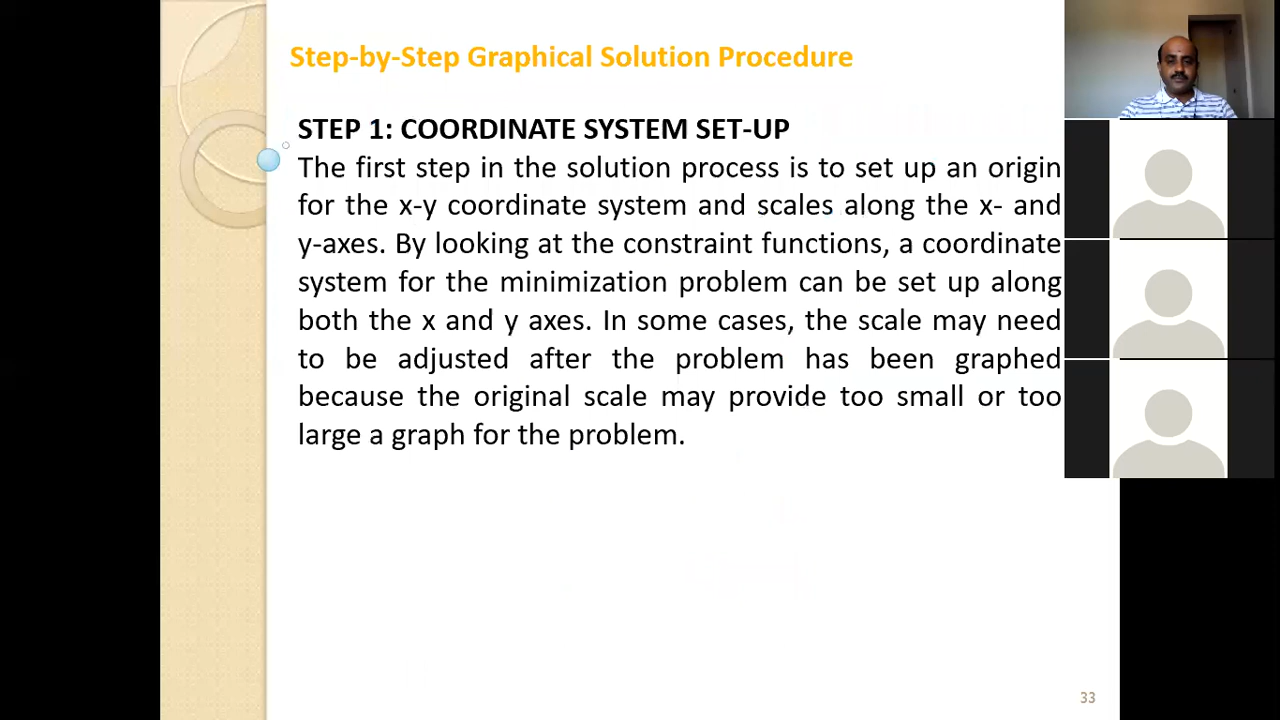 Step-by-Step Graphical Solution Procedure
STEP 1: COORDINATE SYSTEM SET-UP
The first step in the solution process is to set up an origin
for the x-y coordinate system and scales along the x- and
y-axes. By looking at the constraint functions, a coordinate
system for the minimization problem can be set up along
both the x and y axes. In some cases, the scale may need
to be adjusted after the problem has been graphed
because the original scale may provide too small or too
large a graph for the problem.
33